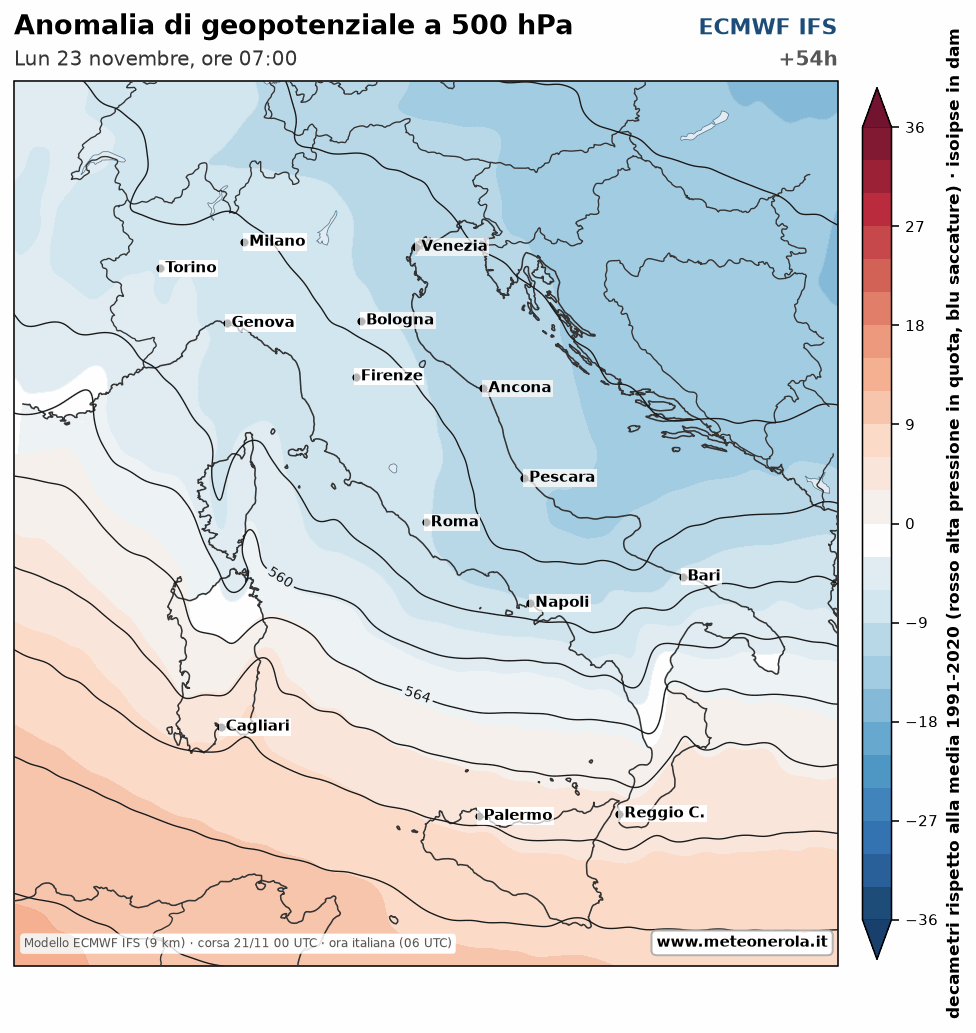 Anomalia di geopotenziale a 500 hPa
ECMWF IFS
Lun 23 novembre, ore 07:00
+54h
Milano
Venezia
Torino
Genova
Bologna
Firenze
Ancona
Pescara
Roma
560
Bari
Napoli
564
Cagliari
Palermo
Reggio C.
Modello ECMWF IFS (9 km) · corsa 21/11 00 UTC · ora italiana (06 UTC)
www.meteonerola.it
36
27
18
9
0
−9
−18
−27
−36
decametri rispetto alla media 1991-2020 (rosso alta pressione in quota, blu saccature) · isoipse in dam